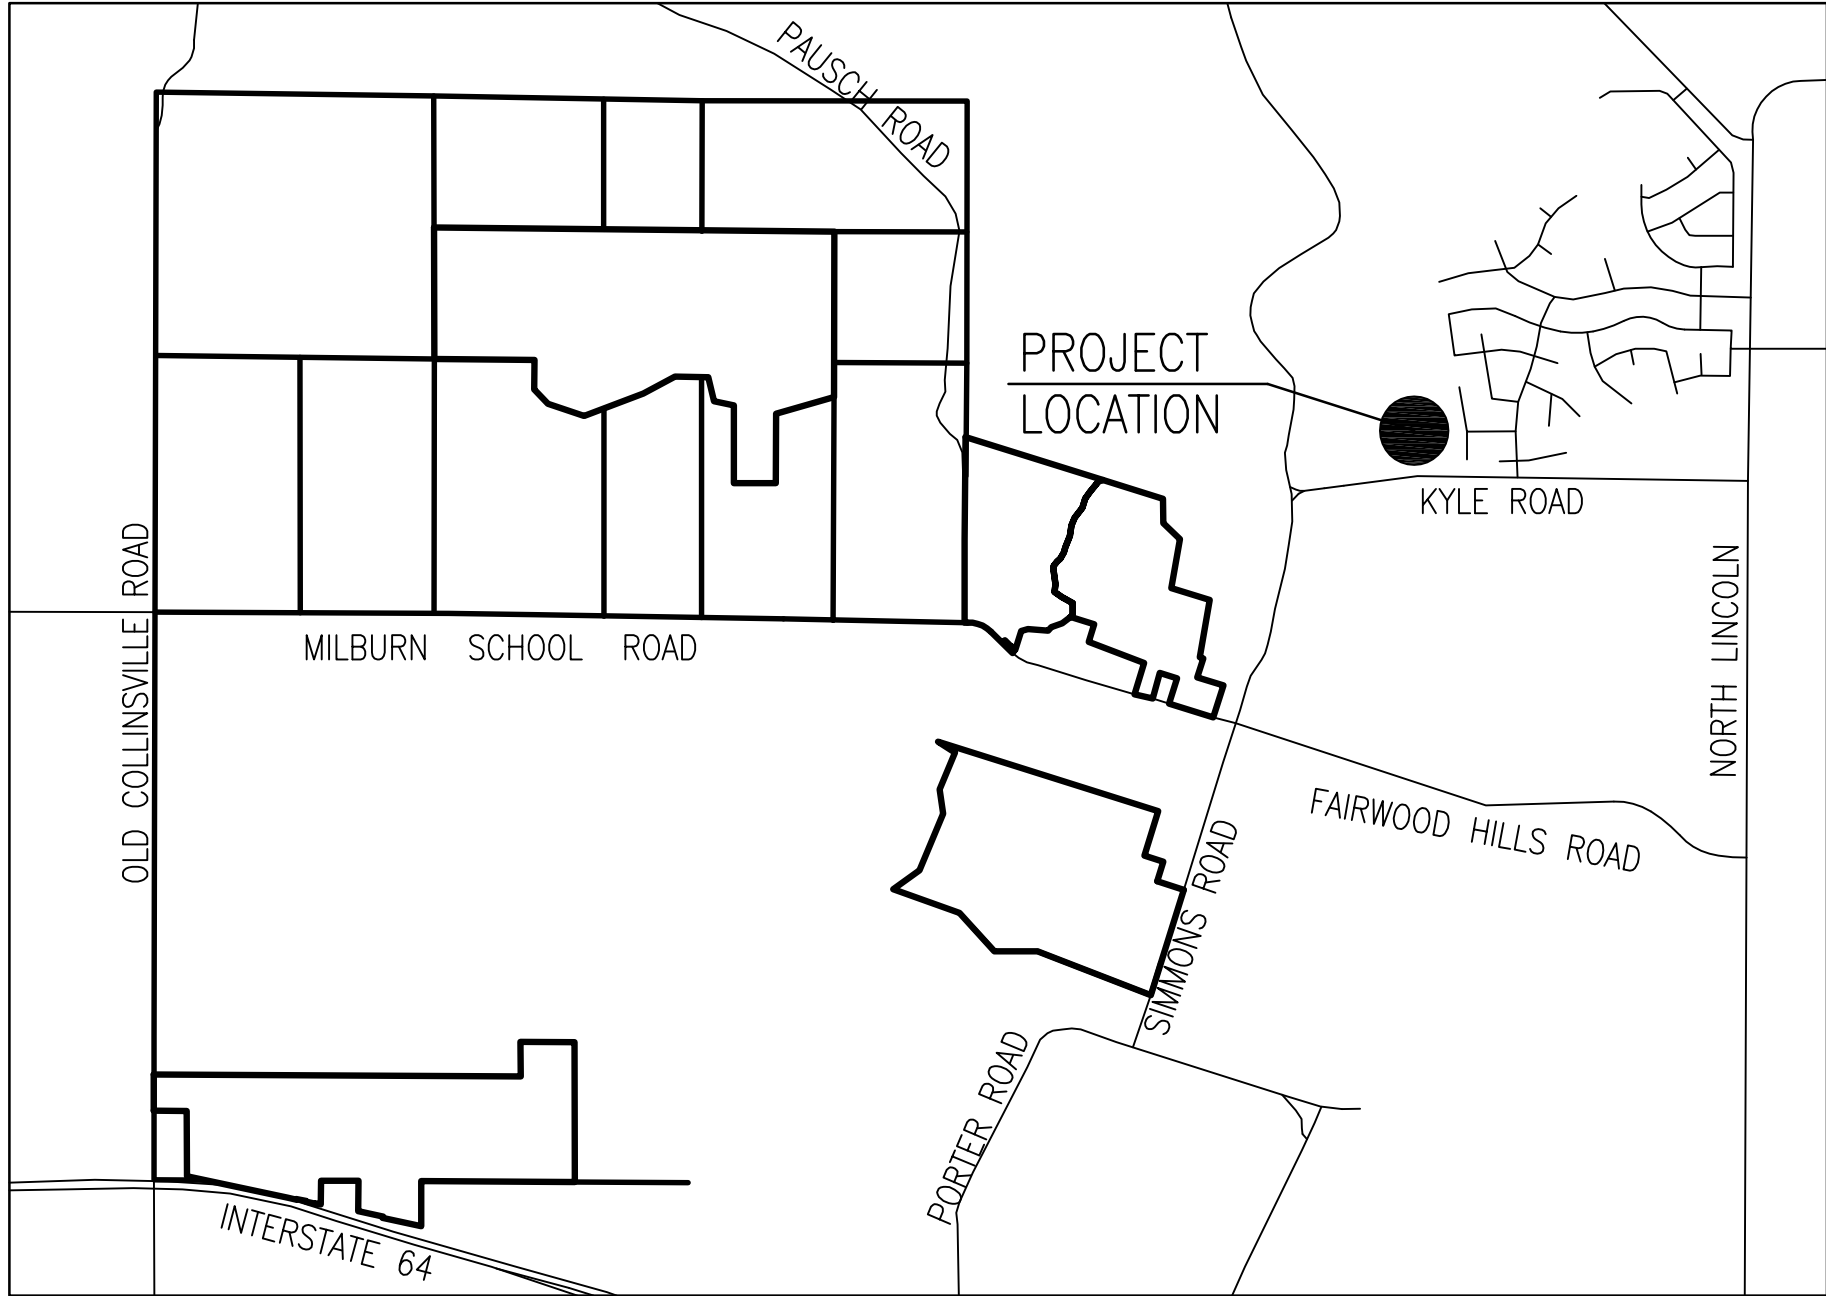 PAUSCH ROAD
PROJECT
LOCATION
KYLE ROAD
OLD COLLINSVILLE ROAD
NORTH LINCOLN
MILBURN SCHOOL ROAD
FAIRWOOD HILLS ROAD
SIMMONS ROAD
PORTER ROAD
INTERSTATE 64